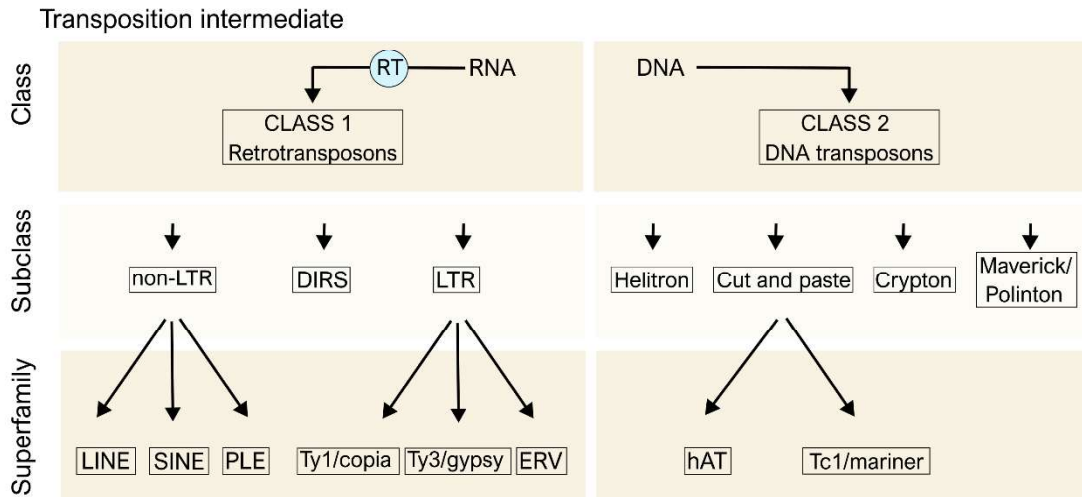 Transposition intermediate
Class
RT
RNA
CLASS 1
Retrotransposons
DNA
CLASS 2
DNA transposons
Subclass
non-LTR
DIRS
LTR
Helitron
Cut and paste
Crypton
Maverick/
Polinton
Superfamily
LINE
SINE
PLE
Ty1/copia
Ty3/gypsy
ERV
hAT
Tc1/mariner